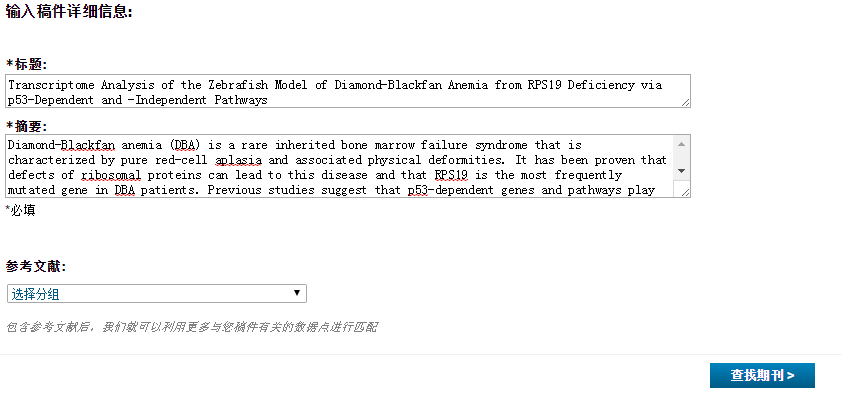 输入稿件详细信息:
*标题:
Transcriptome Analysis of the Zebrafish Model of Diamond-Blackfan Anemia from RPS19 Deficiency via
p53-Dependent and -Independent Pathways
*摘要:
Diamond-Blackfan anemia (DBA) is a rare inherited bone marrow failure syndrome that is
characterized by pure red-cell aplasia and associated physical deformities. It has been proven that
defects of ribosomal proteins can lead to this disease and that RPS19 is the most frequently
mutated gene in DBA patients. Previous studies suggest that p53-dependent genes and pathways play
*必填
参考文献:
选择分组
包含参考文献后，我们就可以利用更多与您稿件有关的数据点进行匹配
查找期刊 >